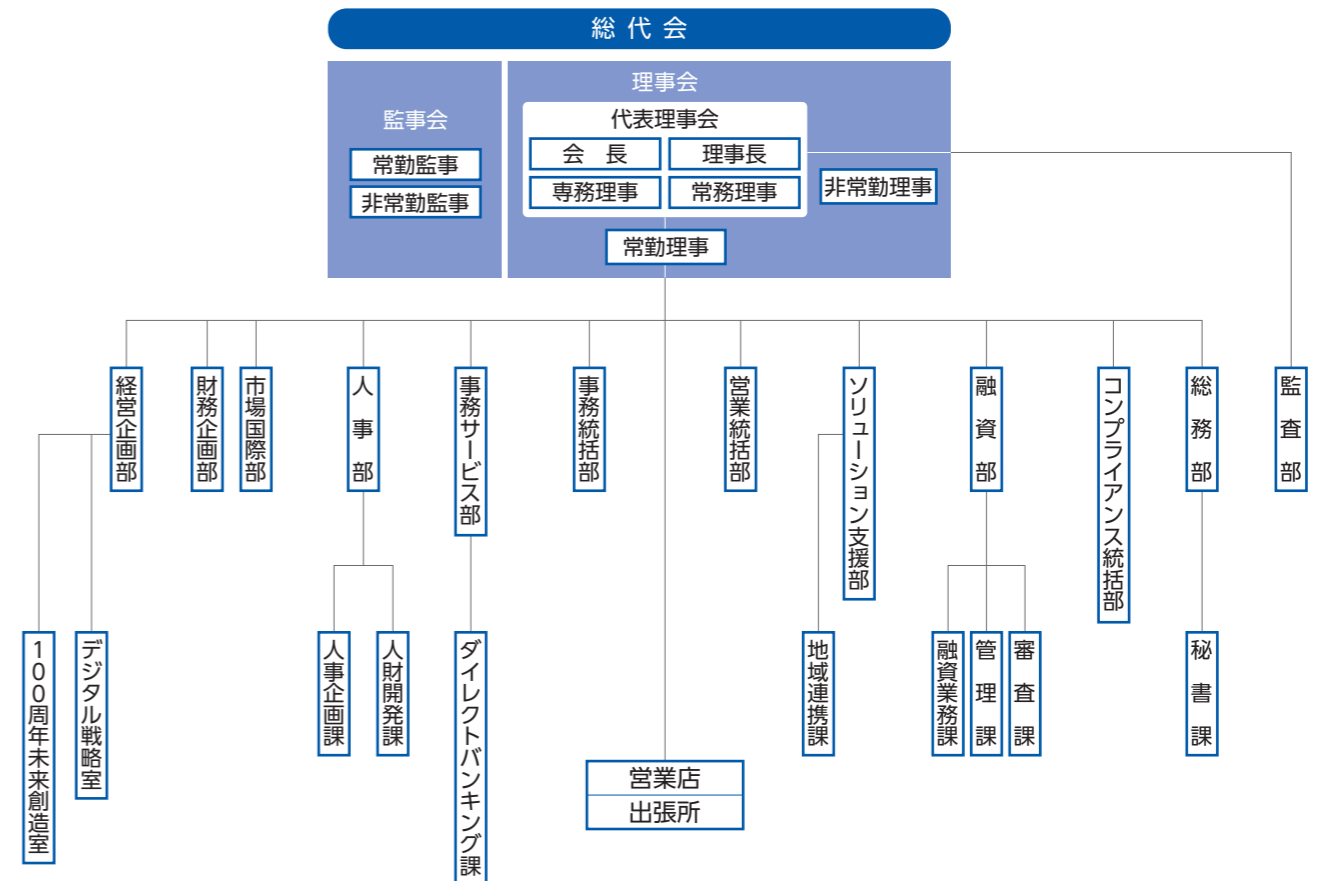 総代会
監事会
常勤監事
非常勤監事
理事会
代表理事会
会長
理事長
専務理事
常務理事
非常勤理事
常勤理事
経営企画部
財務企画部
市場国際部
人事部
事務サービス部
事務統括部
営業統括部
ソリューション支援部
融資部
コンプライアンス統括部
総務部
監査部
100周年未来創造室
デジタル戦略室
人事企画課
人財開発課
ダイレクトバンキング課
地域連携課
融資業務課
管理課
審査課
秘書課
営業店
出張所